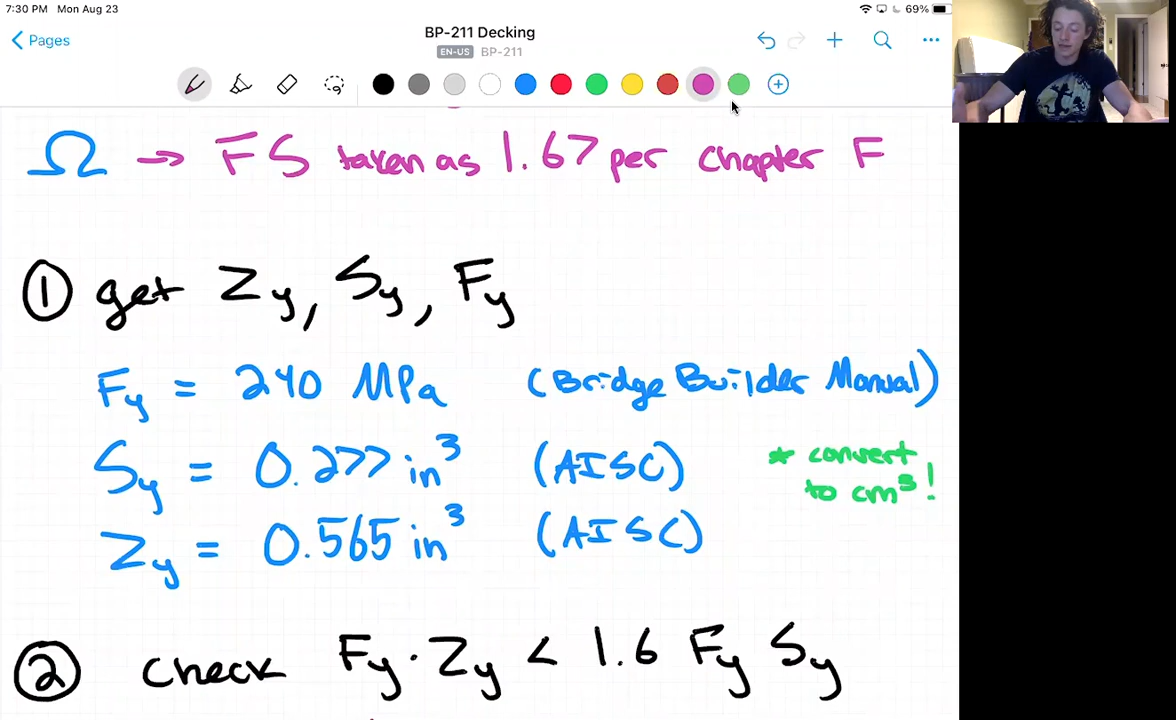 7:30 PM Mon Aug 23 69%
Pages
BP-211 Decking
EN-US BP-211
Ω → FS taken as 1.67 per chapter F
① get Zy, Sy, Fy
Fy = 240 MPa (Bridge Builder Manual)
Sy = 0.277 in³ (AISC)
* convert to cm³!
Zy = 0.565 in³ (AISC)
② check Fy · Zy < 1.6 Fy Sy